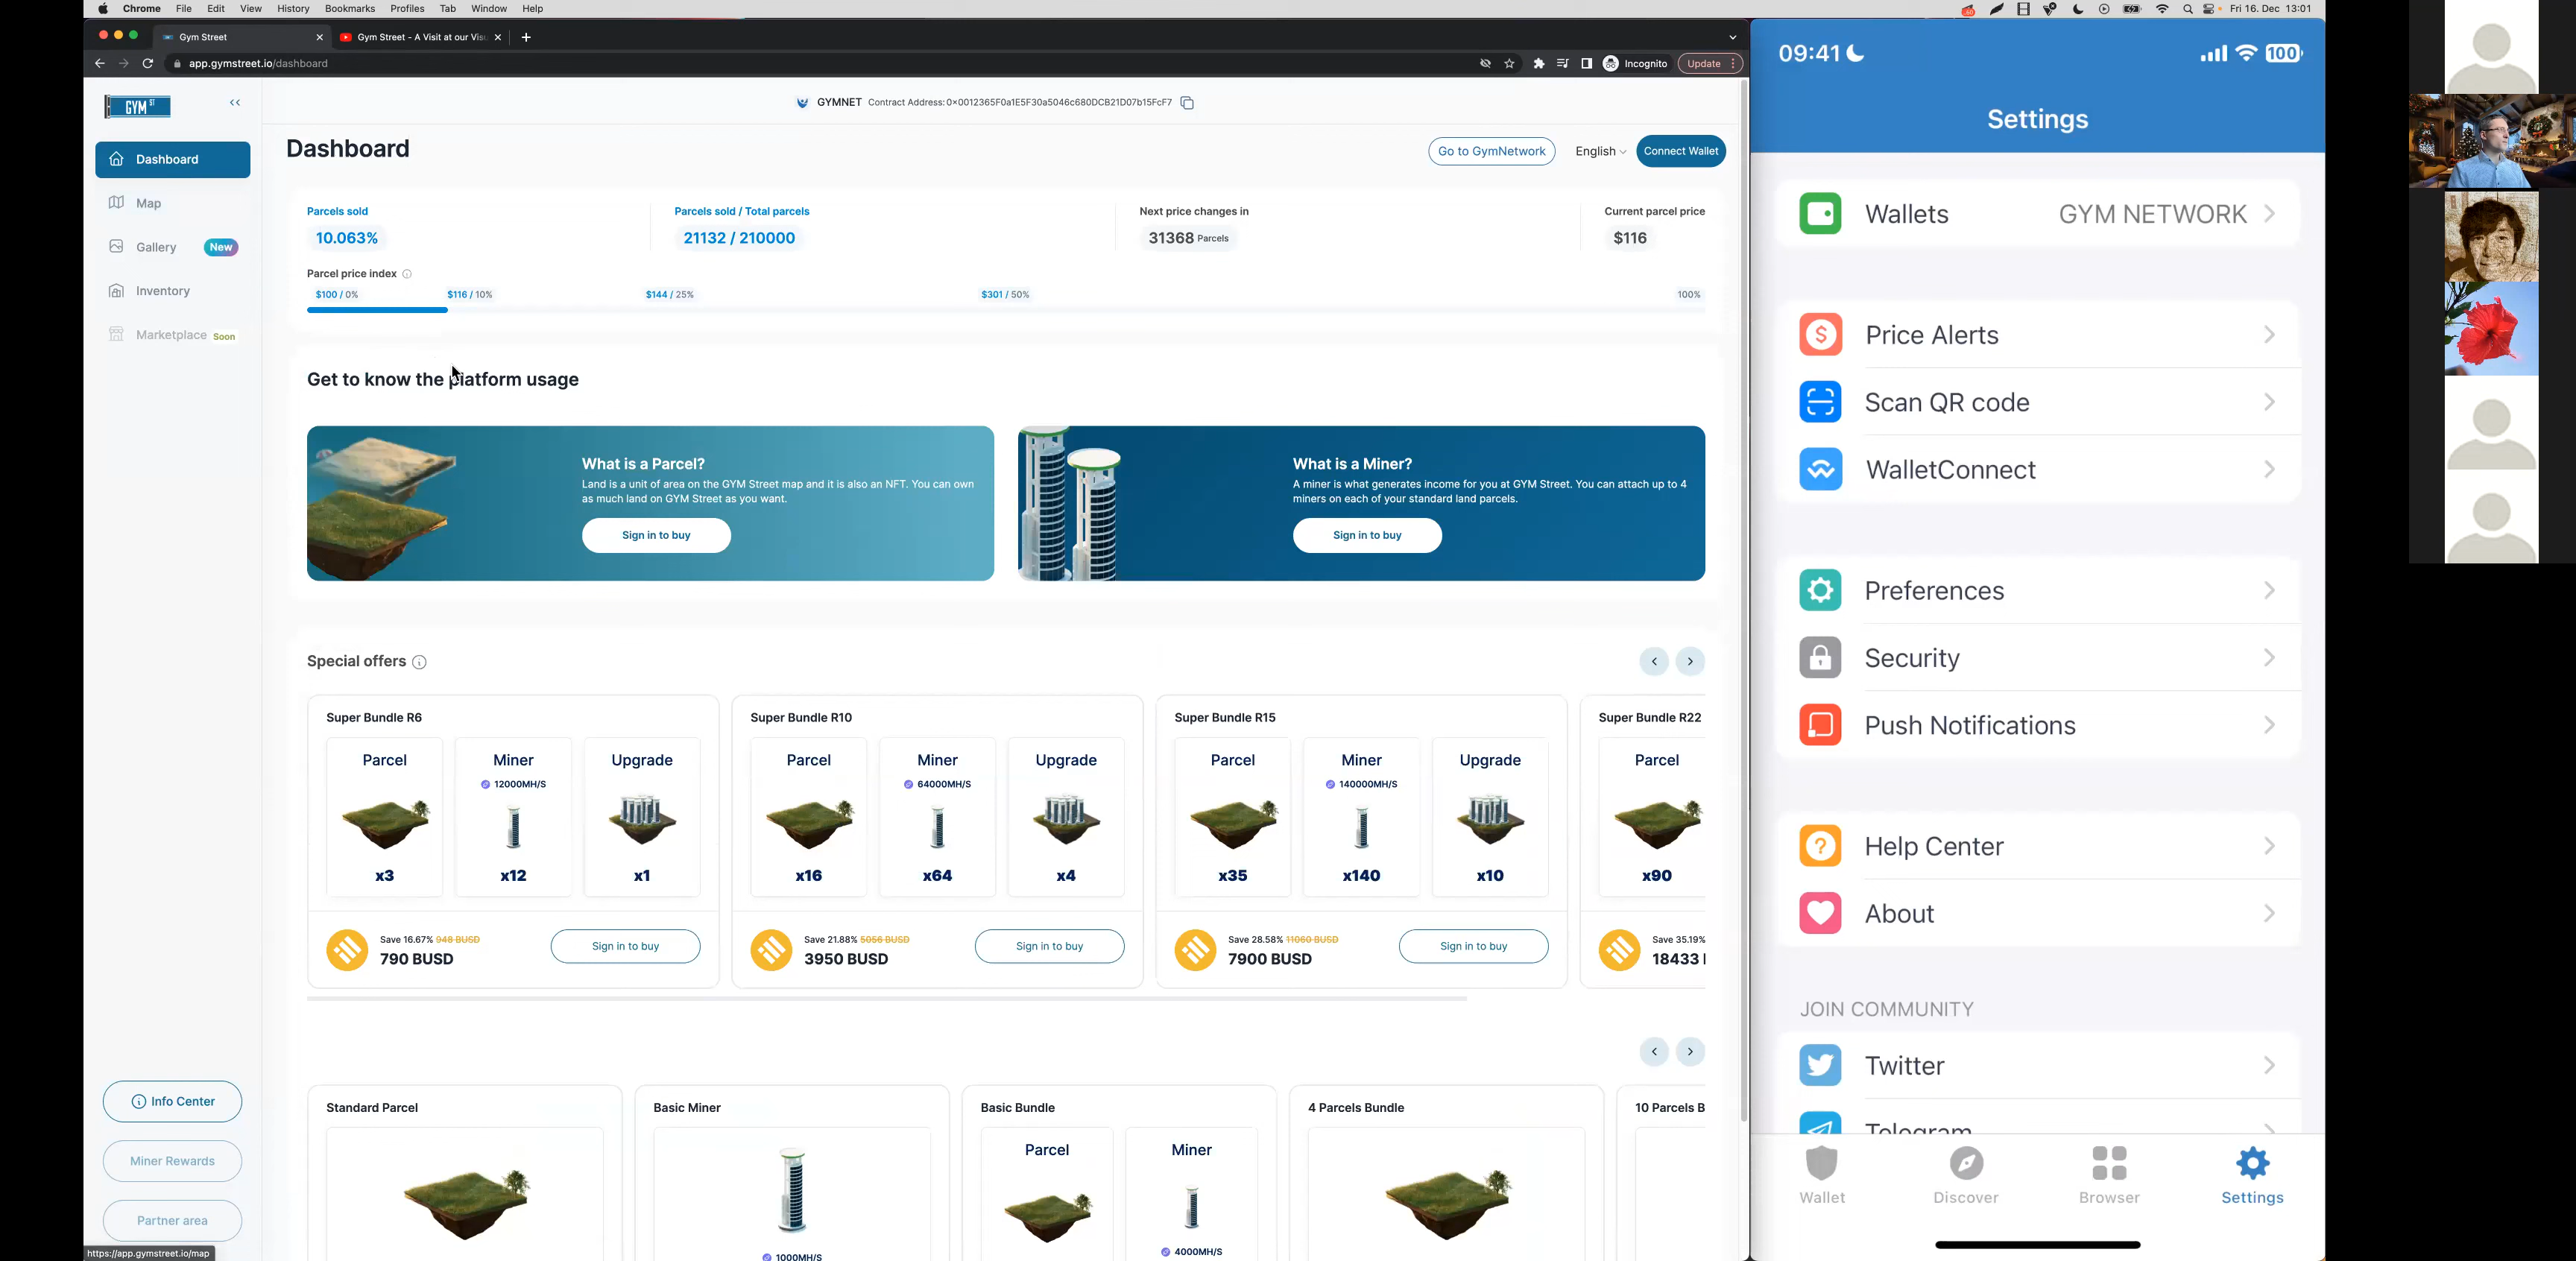 Chrome File Edit View History Bookmarks Profiles Tab Window Help
Fri 16. Dec 13:01
Gym Street
Gym Street - A Visit at our Visu
app.gymstreet.io/dashboard
Incognito
Update
GYM ST
GYMNET Contract Address: 0x0012365F0a1E5F30a5046c680DCB21D07b15FcF7
Dashboard
Map
Gallery New
Inventory
Marketplace Soon
Info Center
Miner Rewards
Partner area
https://app.gymstreet.io/map
Dashboard
Go to GymNetwork
English
Connect Wallet
Parcels sold
10.063%
Parcels sold / Total parcels
21132 / 210000
Next price changes in
31368 Parcels
Current parcel price
$116
Parcel price index
$100 / 0%
$116 / 10%
$144 / 25%
$301 / 50%
100%
Get to know the platform usage
What is a Parcel?
Land is a unit of area on the GYM Street map and it is also an NFT. You can own
as much land on GYM Street as you want.
Sign in to buy
What is a Miner?
A miner is what generates income for you at GYM Street. You can attach up to 4
miners on each of your standard land parcels.
Sign in to buy
Special offers
Super Bundle R6
Parcel
x3
Miner
12000MH/S
x12
Upgrade
x1
Save 16.67% 948 BUSD
790 BUSD
Sign in to buy
Super Bundle R10
Parcel
x16
Miner
64000MH/S
x64
Upgrade
x4
Save 21.88% 5056 BUSD
3950 BUSD
Sign in to buy
Super Bundle R15
Parcel
x35
Miner
140000MH/S
x140
Upgrade
x10
Save 28.58% 11060 BUSD
7900 BUSD
Sign in to buy
Super Bundle R22
Parcel
x90
Save 35.19%
18433
Standard Parcel
Basic Miner
1000MH/S
Basic Bundle
Parcel
Miner
4000MH/S
4 Parcels Bundle
10 Parcels B
09:41
100
Settings
Wallets GYM NETWORK
Price Alerts
Scan QR code
WalletConnect
Preferences
Security
Push Notifications
Help Center
About
JOIN COMMUNITY
Twitter
Telegram
Wallet
Discover
Browser
Settings